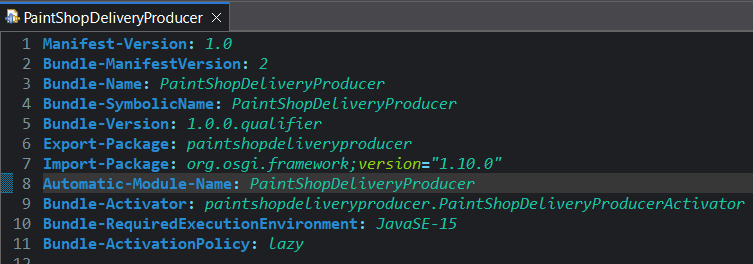 PaintShopDeliveryProducer
1 Manifest-Version: 1.0
2 Bundle-ManifestVersion: 2
3 Bundle-Name: PaintShopDeliveryProducer
4 Bundle-SymbolicName: PaintShopDeliveryProducer
5 Bundle-Version: 1.0.0.qualifier
6 Export-Package: paintshopdeliveryproducer
7 Import-Package: org.osgi.framework;version="1.10.0"
8 Automatic-Module-Name: PaintShopDeliveryProducer
9 Bundle-Activator: paintshopdeliveryproducer.PaintShopDeliveryProducerActivator
10 Bundle-RequiredExecutionEnvironment: JavaSE-15
11 Bundle-ActivationPolicy: lazy
12